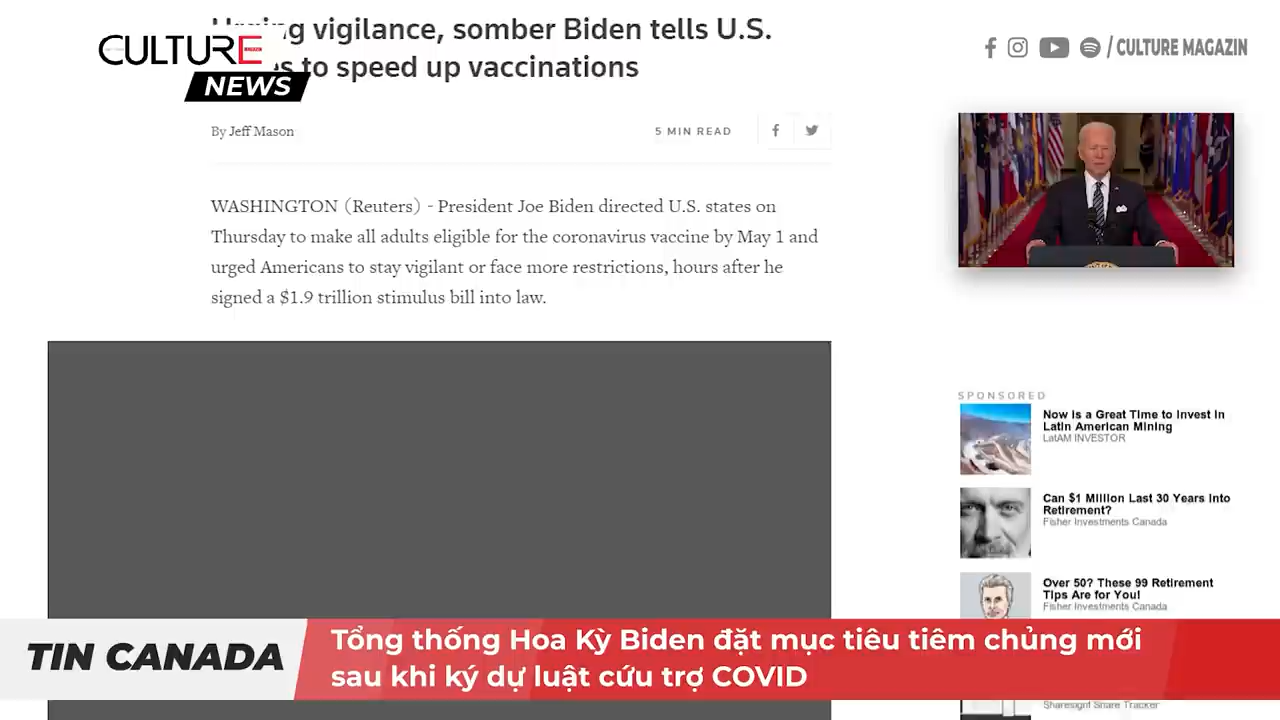 vigilance, somber Biden tells U.S.
to speed up vaccinations
CULTURE
NEWS
/ CULTURE MAGAZIN
By Jeff Mason
5 MIN READ
WASHINGTON (Reuters) - President Joe Biden directed U.S. states on
Thursday to make all adults eligible for the coronavirus vaccine by May 1 and
urged Americans to stay vigilant or face more restrictions, hours after he
signed a $1.9 trillion stimulus bill into law.
SPONSORED
Now is a Great Time to Invest in
Latin American Mining
LatAM INVESTOR
Can $1 Million Last 30 Years Into
Retirement?
Fisher Investments Canada
Over 50? These 99 Retirement
Tips Are for You!
Fisher Investments Canada
Sharesight Share Tracker
TIN CANADA
Tổng thống Hoa Kỳ Biden đặt mục tiêu tiêm chủng mới
sau khi ký dự luật cứu trợ COVID